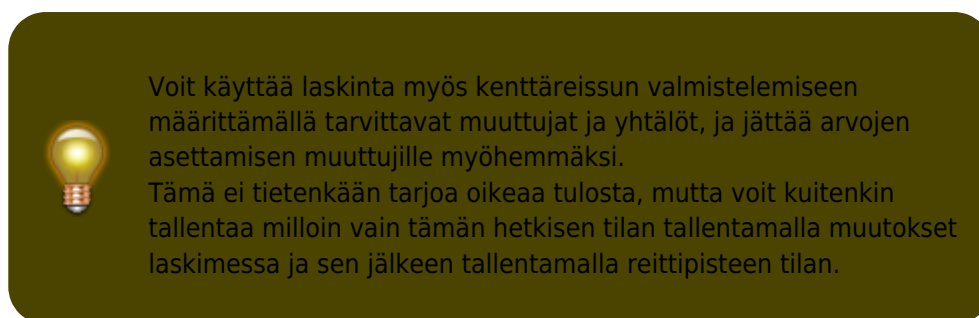 Voit käyttää laskinta myös kenttäreissun valmistelemiseen
määrittämällä tarvittavat muuttujat ja yhtälöt, ja jättää arvojen
asettamisen muuttujille myöhemmäksi.
Tämä ei tietenkään tarjoa oikeaa tulosta, mutta voit kuitenkin
tallentaa milloin vain tämän hetkisen tilan tallentamalla muutokset
laskimessa ja sen jälkeen tallentamalla reittipisteen tilan.